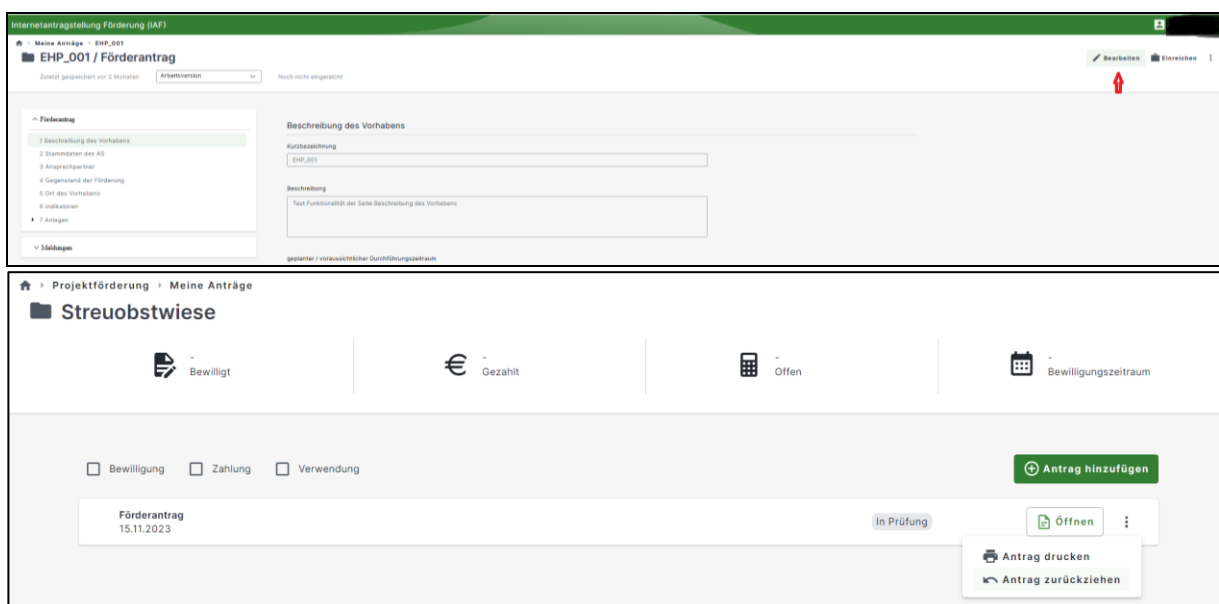 Internetantragstellung Förderung (IAF)
Meine Anträge › EHP_001
EHP_001 / Förderantrag
Bearbeiten Einreichen
Zuletzt gespeichert vor 2 Monaten Arbeitsversion Noch nicht eingereicht
Förderantrag
1 Beschreibung des Vorhabens
2 Stammdaten des AS
3 Ansprechpartner
4 Gegenstand der Förderung
5 Ort des Vorhabens
6 Indikatoren
7 Anlagen
Meldungen
Beschreibung des Vorhabens
Kurzbezeichnung
EHP_001
Beschreibung
Test Funktionalität der Seite Beschreibung des Vorhabens
geplanter / voraussichtlicher Durchführungszeitraum
Projektförderung › Meine Anträge
Streuobstwiese
- - - -
Bewilligt Gezahlt Offen Bewilligungszeitraum
Bewilligung Zahlung Verwendung Antrag hinzufügen
Förderantrag
15.11.2023
In Prüfung Öffnen
Antrag drucken
Antrag zurückziehen